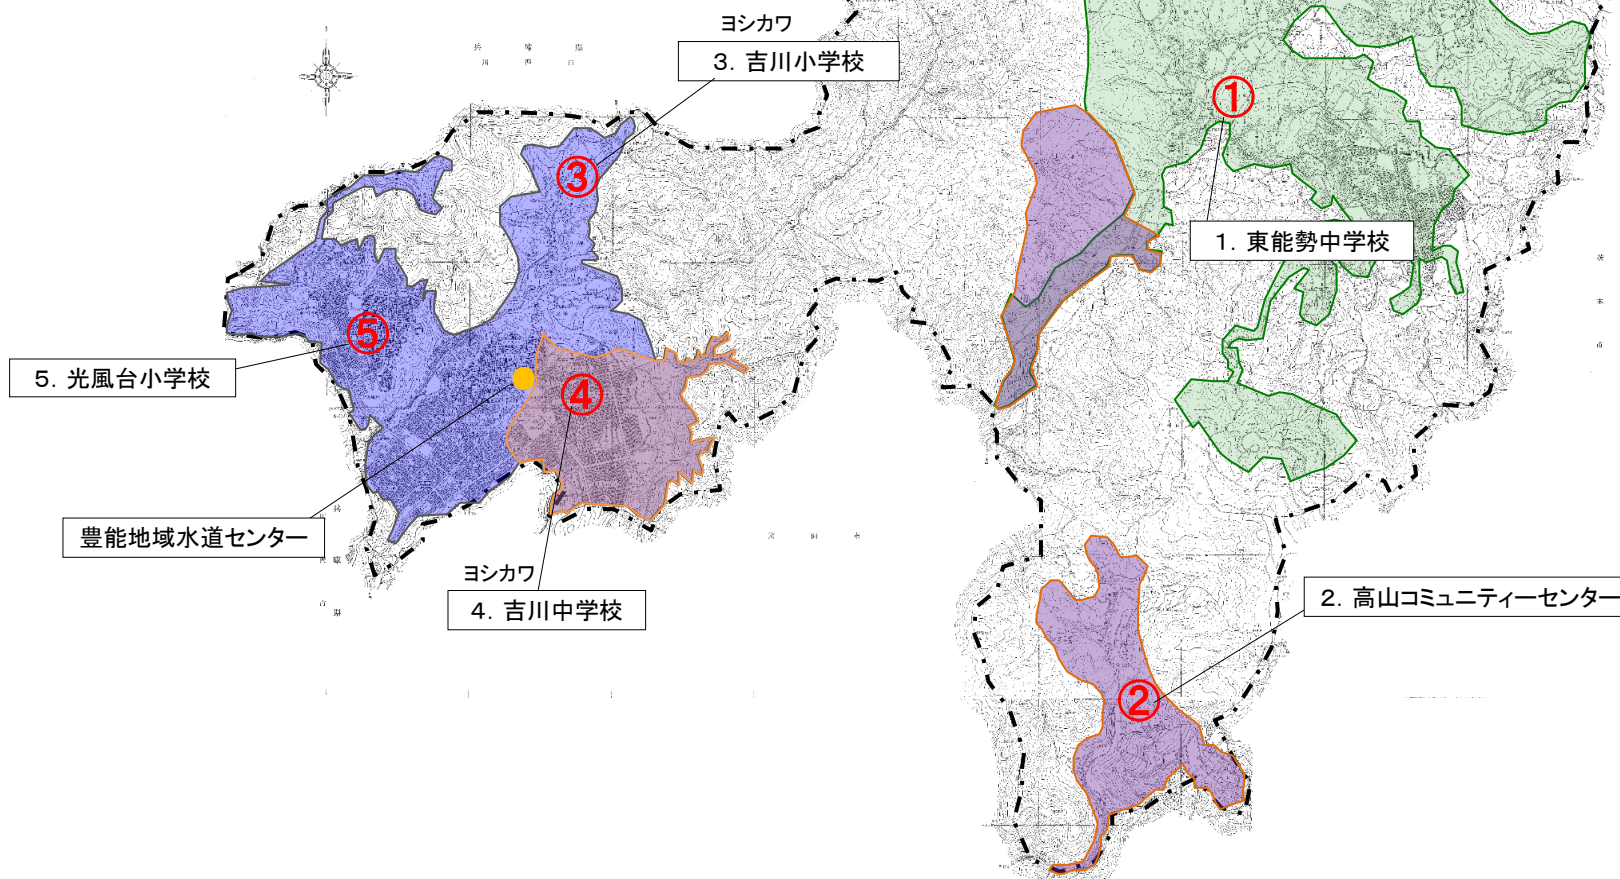 ヨシカワ
3．吉川小学校
③
①
1．東能勢中学校
⑤
5．光風台小学校
④
豊能地域水道センター
ヨシカワ
4．吉川中学校
2．高山コミュニティーセンター
②